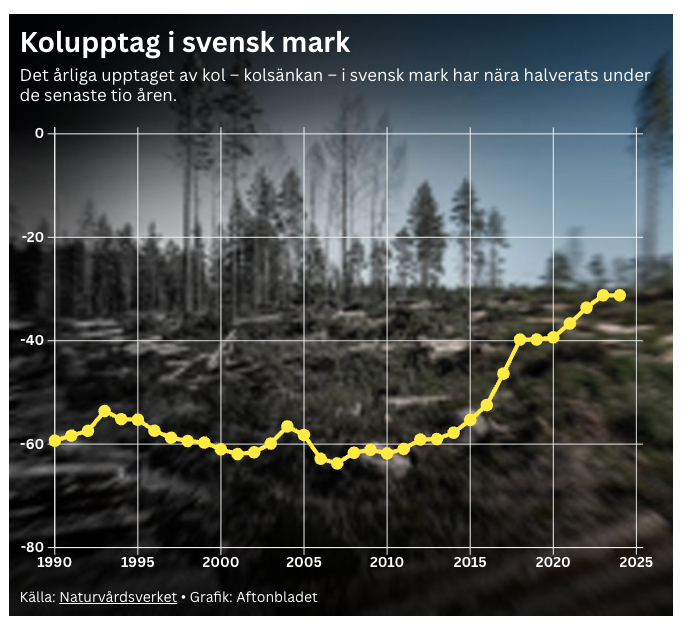 Kolupptag i svensk mark
Det årliga upptaget av kol – kolsänkan – i svensk mark har nära halverats under
de senaste tio åren.
0
-20
-40
-60
-80
1990 1995 2000 2005 2010 2015 2020 2025
Källa: Naturvårdsverket • Grafik: Aftonbladet